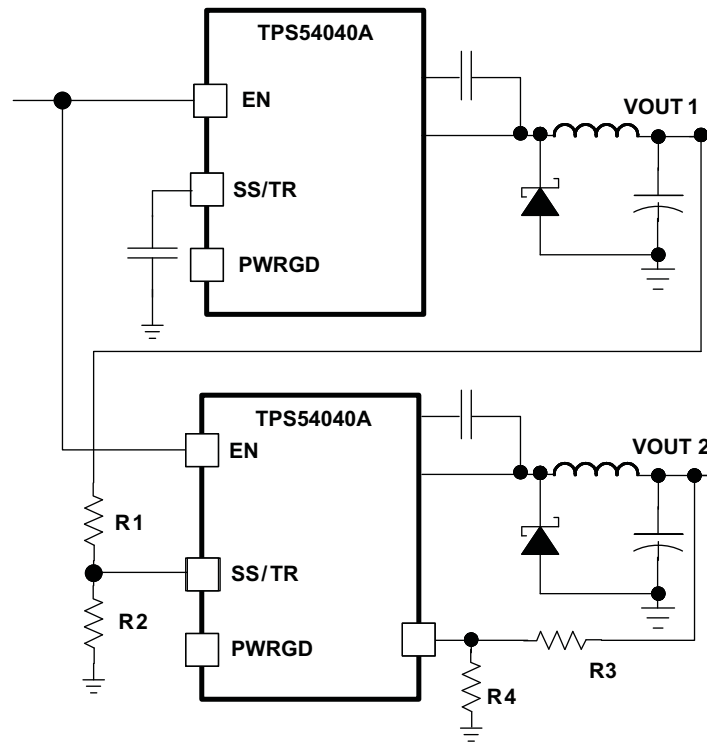 TPS54040A
EN
VOUT 1
SS/TR
PWRGD
TPS54040A
EN
VOUT 2
R1
SS/TR
R2
PWRGD
R3
R4